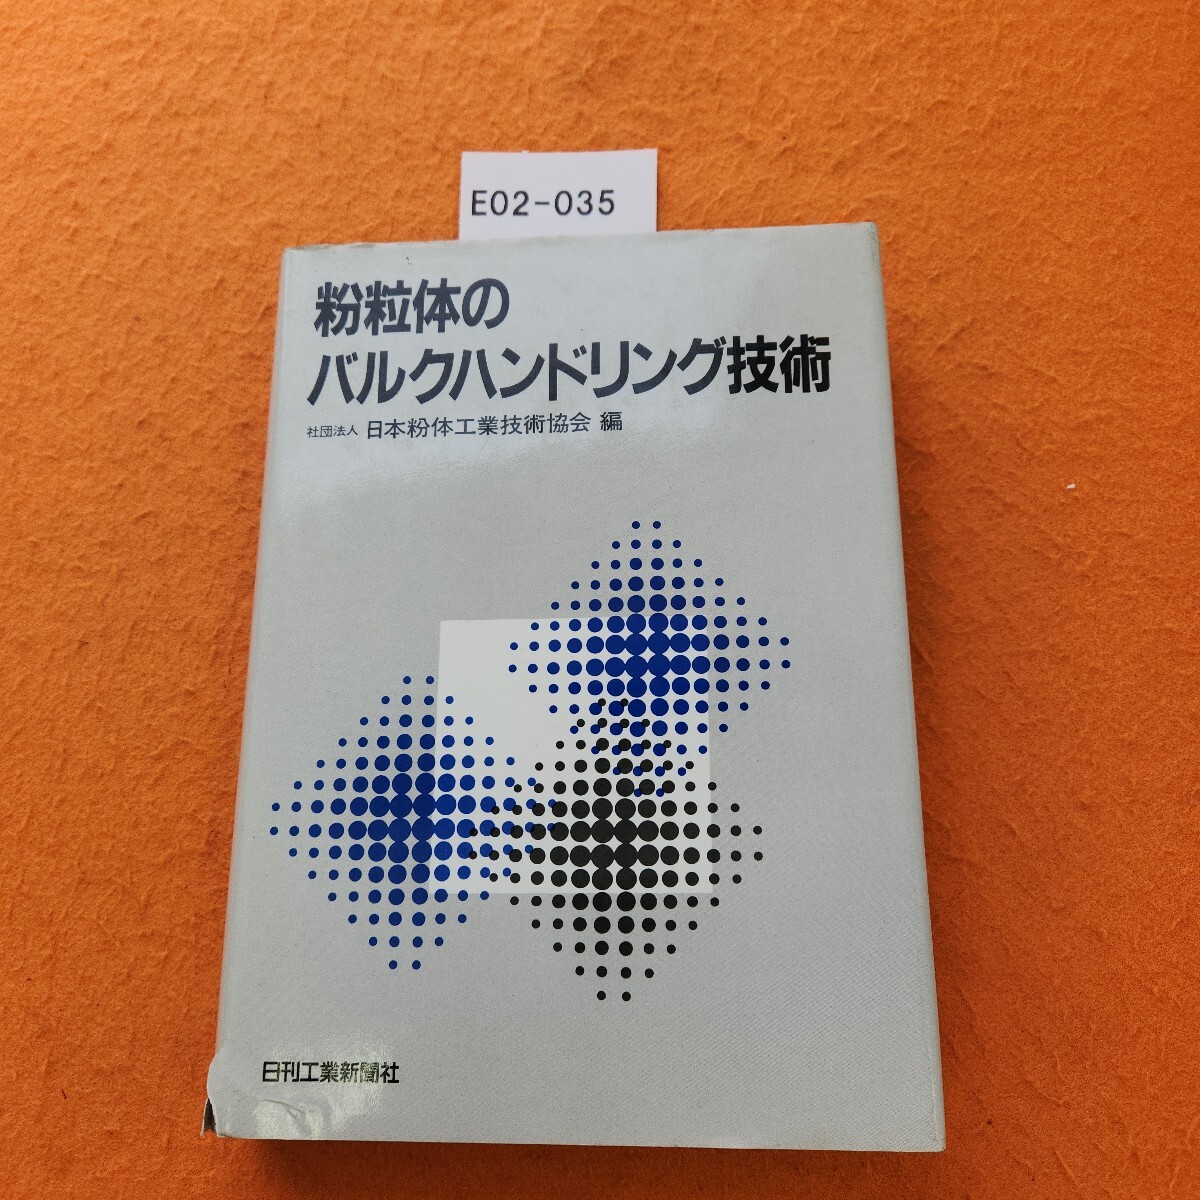 E02-035
粉粒体の
バルクハンドリング技術
社団法人 日本粉体工業技術協会 編
日刊工業新聞社